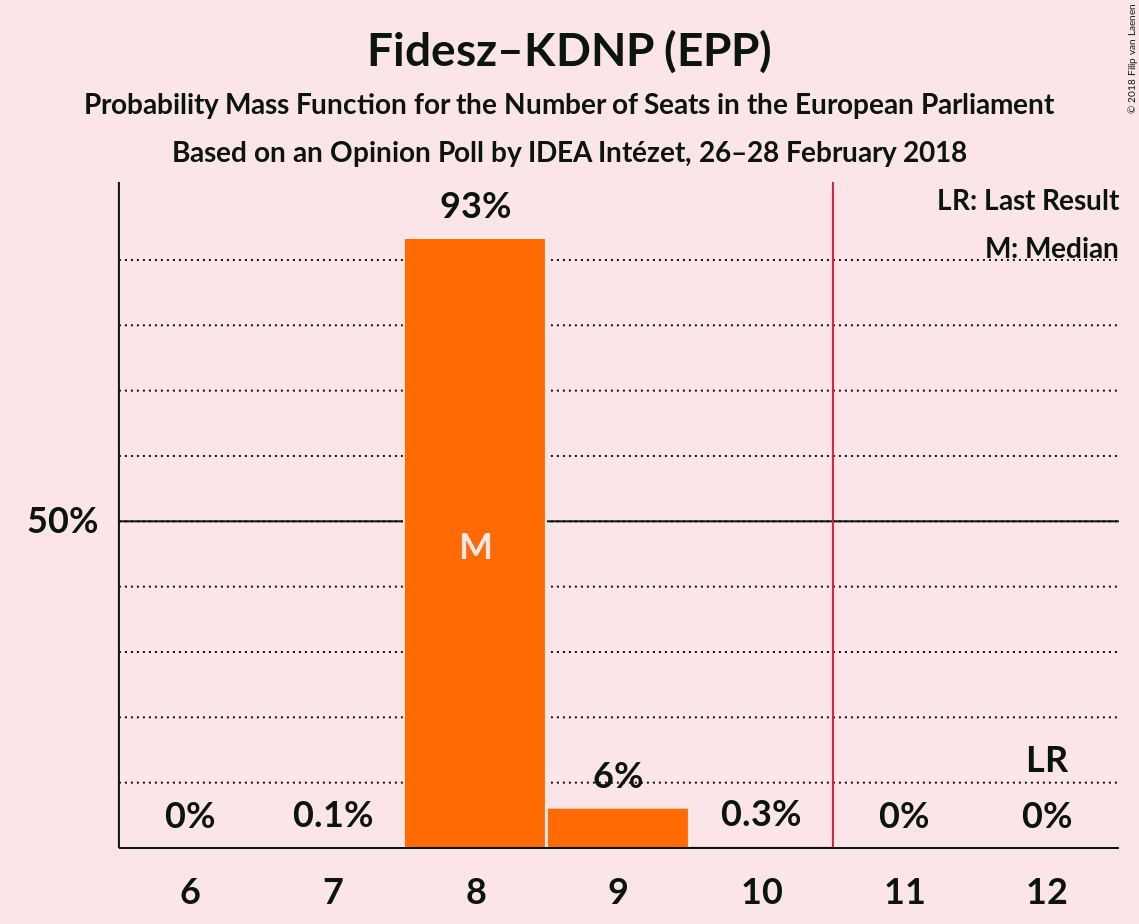 Fidesz–KDNP (EPP)
Probability Mass Function for the Number of Seats in the European Parliament
Based on an Opinion Poll by IDEA Intézet, 26–28 February 2018
© 2018 Filip van Laenen
LR: Last Result
M: Median
93%
50%
M
0%
0.1%
6%
0.3%
0%
LR
0%
6
7
8
9
10
11
12